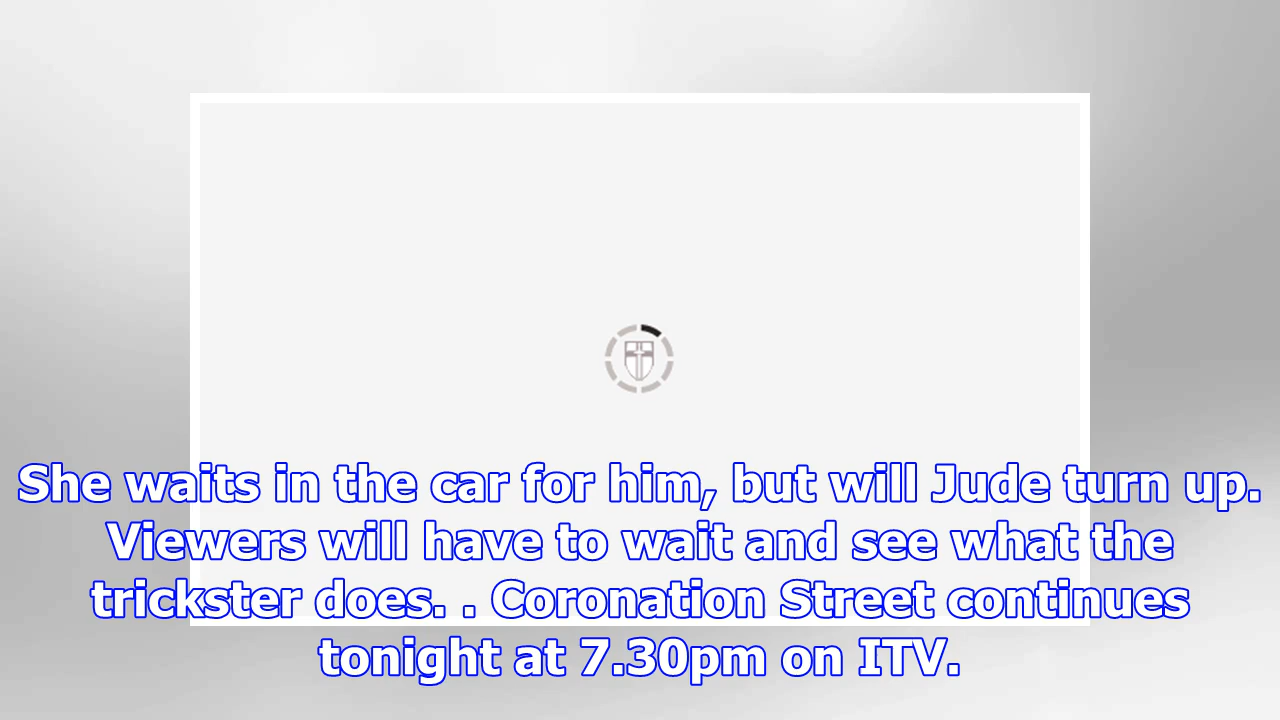 She waits in the car for him, but will Jude turn up.
Viewers will have to wait and see what the
trickster does. . Coronation Street continues
tonight at 7.30pm on ITV.